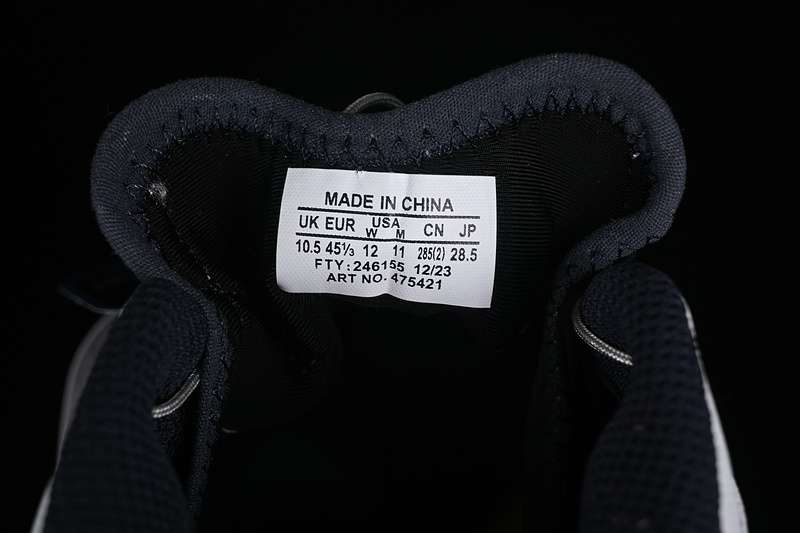 MADE IN CHINA
UK EUR USA W M CN JP
10.5 45⅓ 12 11 285(2) 28.5
FTY: 246155 12/23
ART NO. 475421